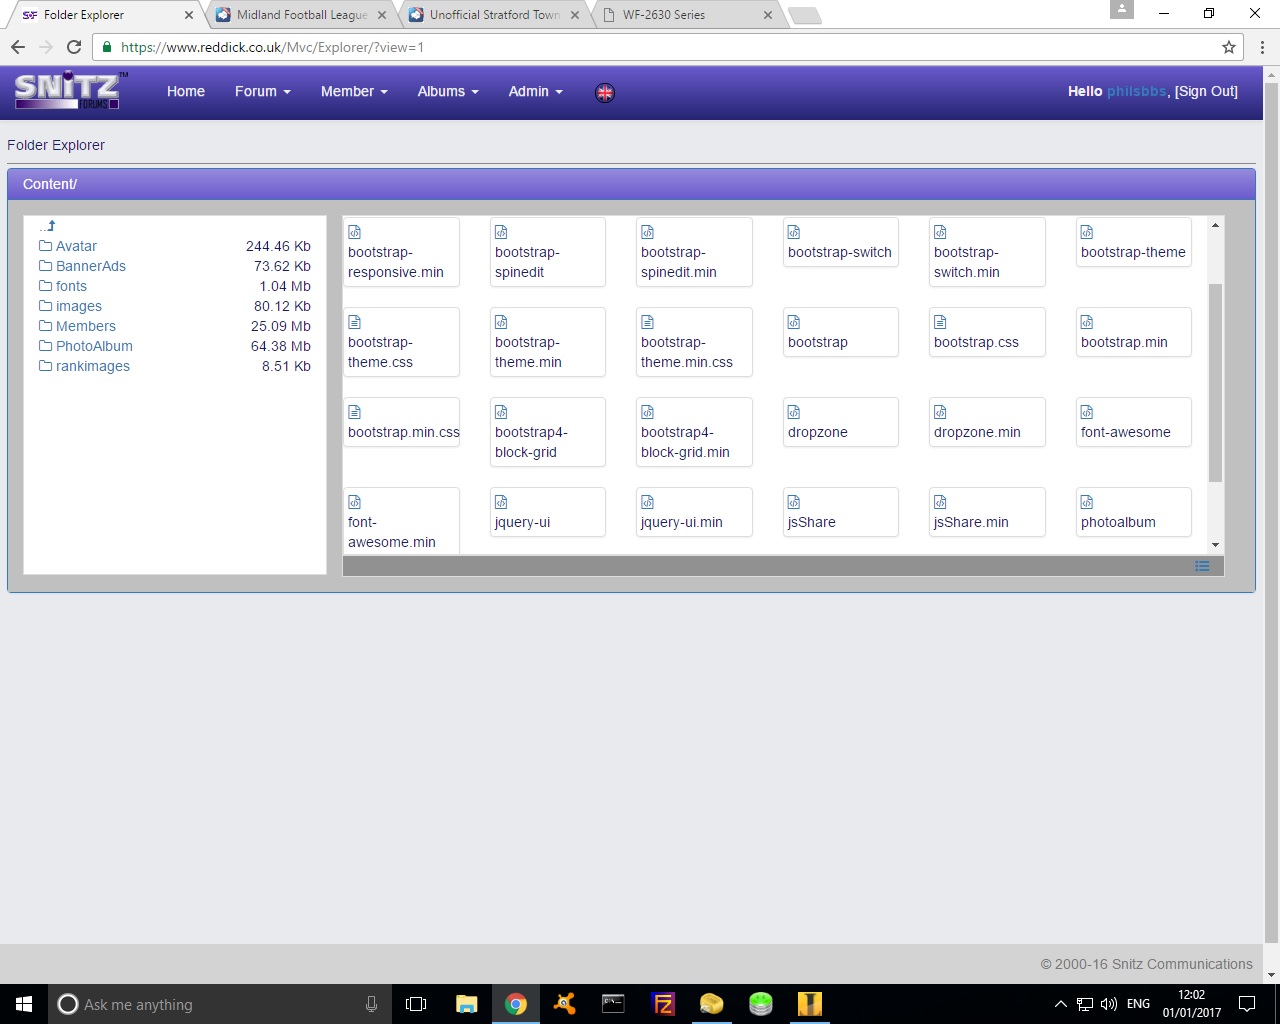 Folder Explorer
Midland Football League
Unofficial Stratford Town
WF-2630 Series
https://www.reddick.co.uk/Mvc/Explorer/?view=1
SNiTZ™
FORUMS
Home
Forum
Member
Albums
Admin
Hello philsbbs, [Sign Out]
Folder Explorer
Content/
..
Avatar 244.46 Kb
BannerAds 73.62 Kb
fonts 1.04 Mb
images 80.12 Kb
Members 25.09 Mb
PhotoAlbum 64.38 Mb
rankimages 8.51 Kb
bootstrap-
responsive.min
bootstrap-
spinedit
bootstrap-
spinedit.min
bootstrap-switch
bootstrap-
switch.min
bootstrap-theme
bootstrap-
theme.css
bootstrap-
theme.min
bootstrap-
theme.min.css
bootstrap
bootstrap.css
bootstrap.min
bootstrap.min.css
bootstrap4-
block-grid
bootstrap4-
block-grid.min
dropzone
dropzone.min
font-awesome
font-
awesome.min
jquery-ui
jquery-ui.min
jsShare
jsShare.min
photoalbum
© 2000-16 Snitz Communications
Ask me anything
ENG
12:02
01/01/2017